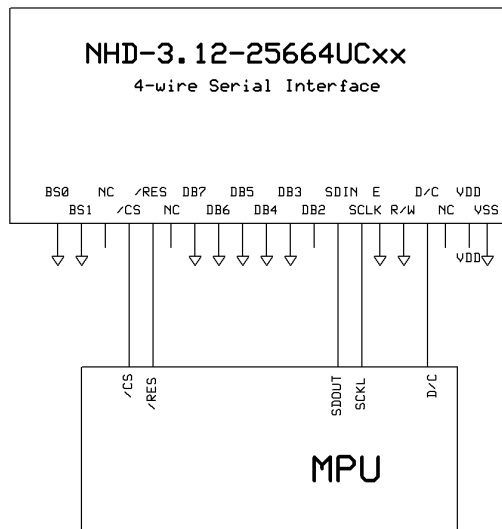 NHD-3.12-25664UCxx
4-wire Serial Interface
BS0 NC /RES DB7 DB5 DB3 SDIN E D/C VDD
BS1 /CS NC DB6 DB4 DB2 SCLK R/W NC VSS
VDD
/CS /RES SDOUT SCKL D/C
MPU